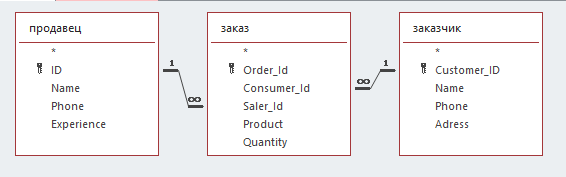 продавец
*
ID
Name
Phone
Experience
1
∞
заказ
*
Order_Id
Consumer_Id
Saler_Id
Product
Quantity
1
∞
заказчик
*
Customer_ID
Name
Phone
Adress